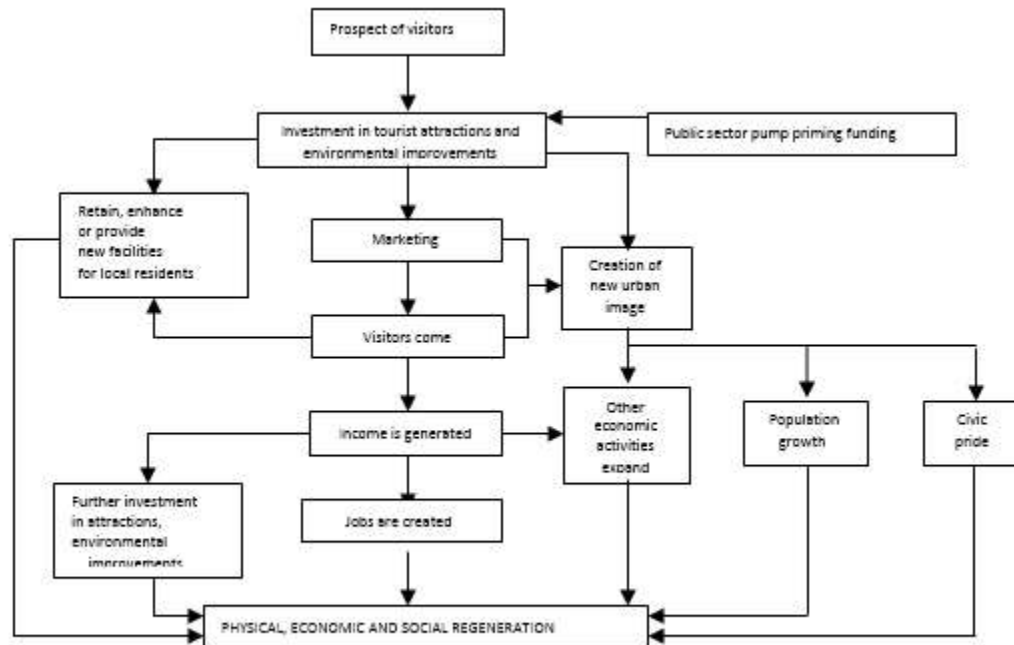 Prospect of visitors
Investment in tourist attractions and
environmental improvements
Public sector pump priming funding
Retain, enhance
or provide
new facilities
for local residents
Marketing
Creation of
new urban
image
Visitors come
Income is generated
Other
economic
activities
expand
Population
growth
Civic
pride
Further investment
in attractions,
environmental
improvements
Jobs are created
PHYSICAL, ECONOMIC AND SOCIAL REGENERATION